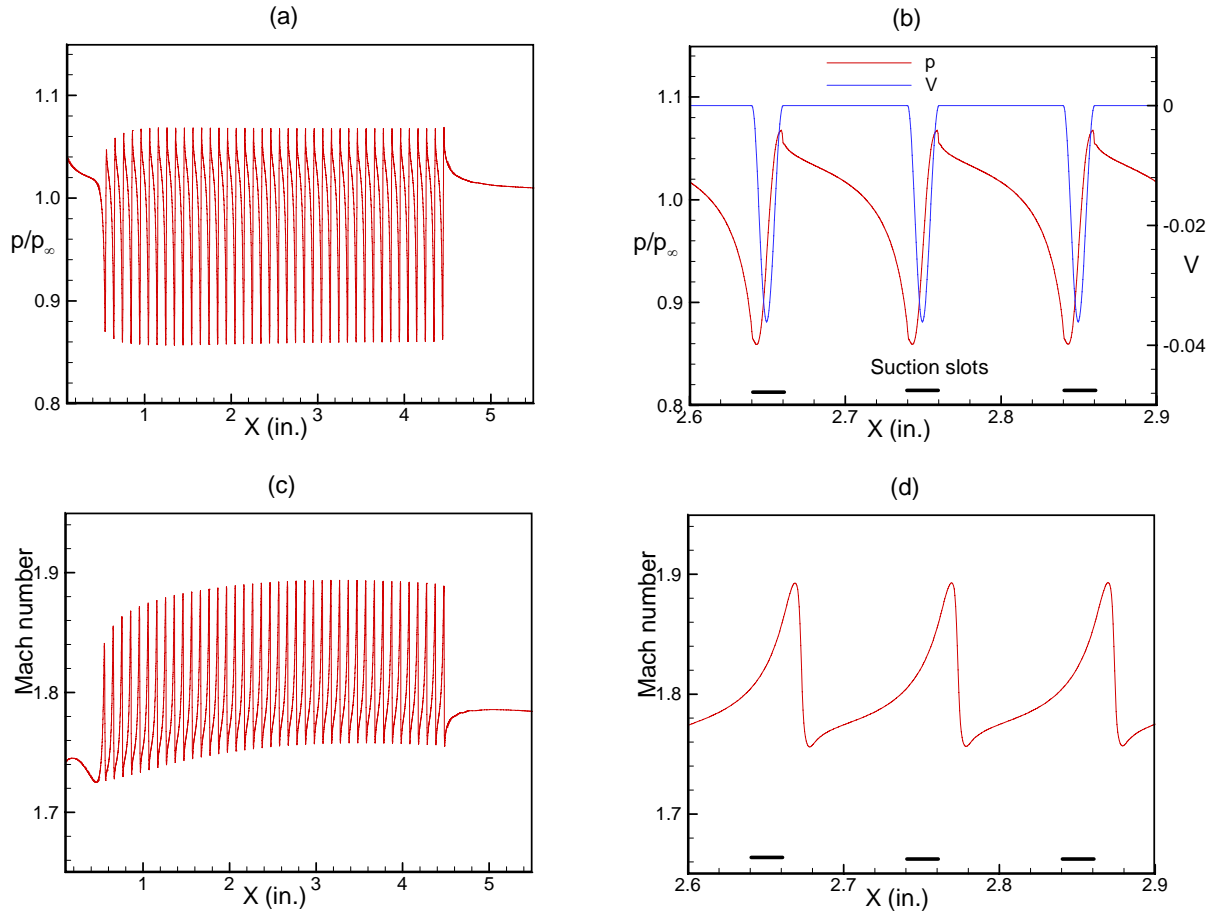 (a)
1.1
1.0
p/p∞
0.9
0.8
1 2 3 4 5
X (in.)
(b)
p
V
1.1
1.0
p/p∞
0.9
0.8
0
-0.02
V
-0.04
Suction slots
2.6 2.7 2.8 2.9
X (in.)
(c)
Mach number
1.9
1.8
1.7
1 2 3 4 5
X (in.)
(d)
Mach number
1.9
1.8
1.7
2.6 2.7 2.8 2.9
X (in.)